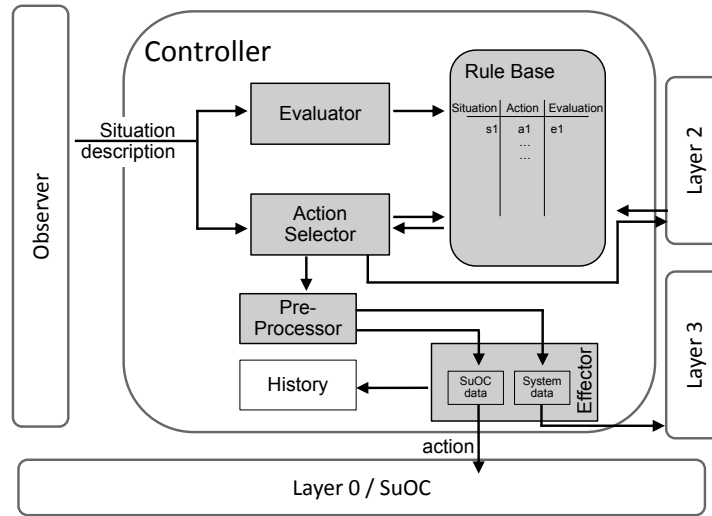 Controller
Observer
Situation
description
Evaluator
Action
Selector
Pre-
Processor
History
Rule Base
Situation Action Evaluation
s1 a1 e1
...
...
SuOC
data
System
data
Effector
action
Layer 2
Layer 3
Layer 0 / SuOC